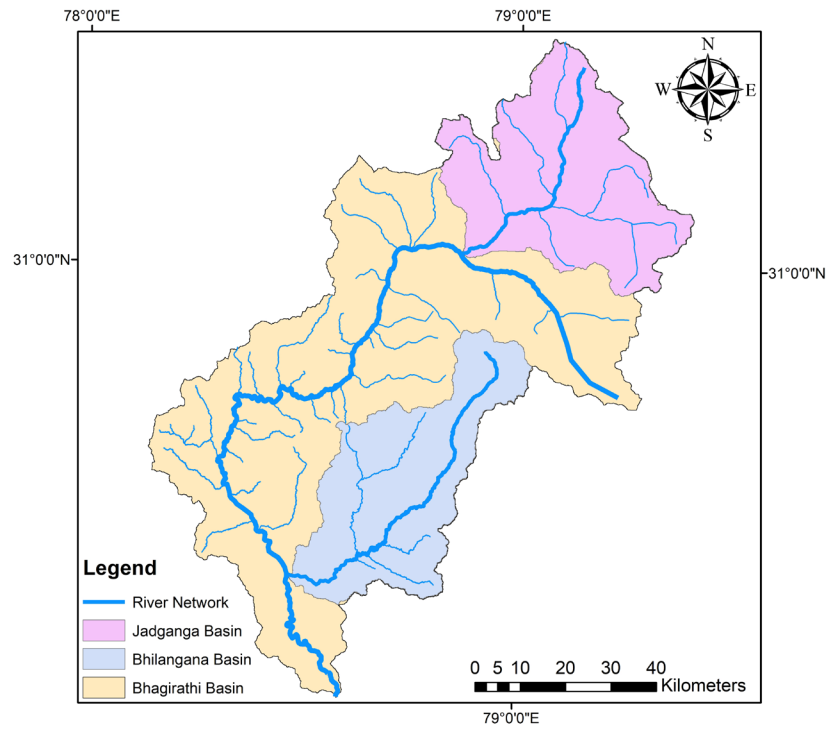 78°0'0"E 79°0'0"E
N
W E
S
31°0'0"N 31°0'0"N
Legend
River Network
Jadganga Basin
Bhilangana Basin
Bhagirathi Basin
0 5 10 20 30 40
Kilometers
79°0'0"E